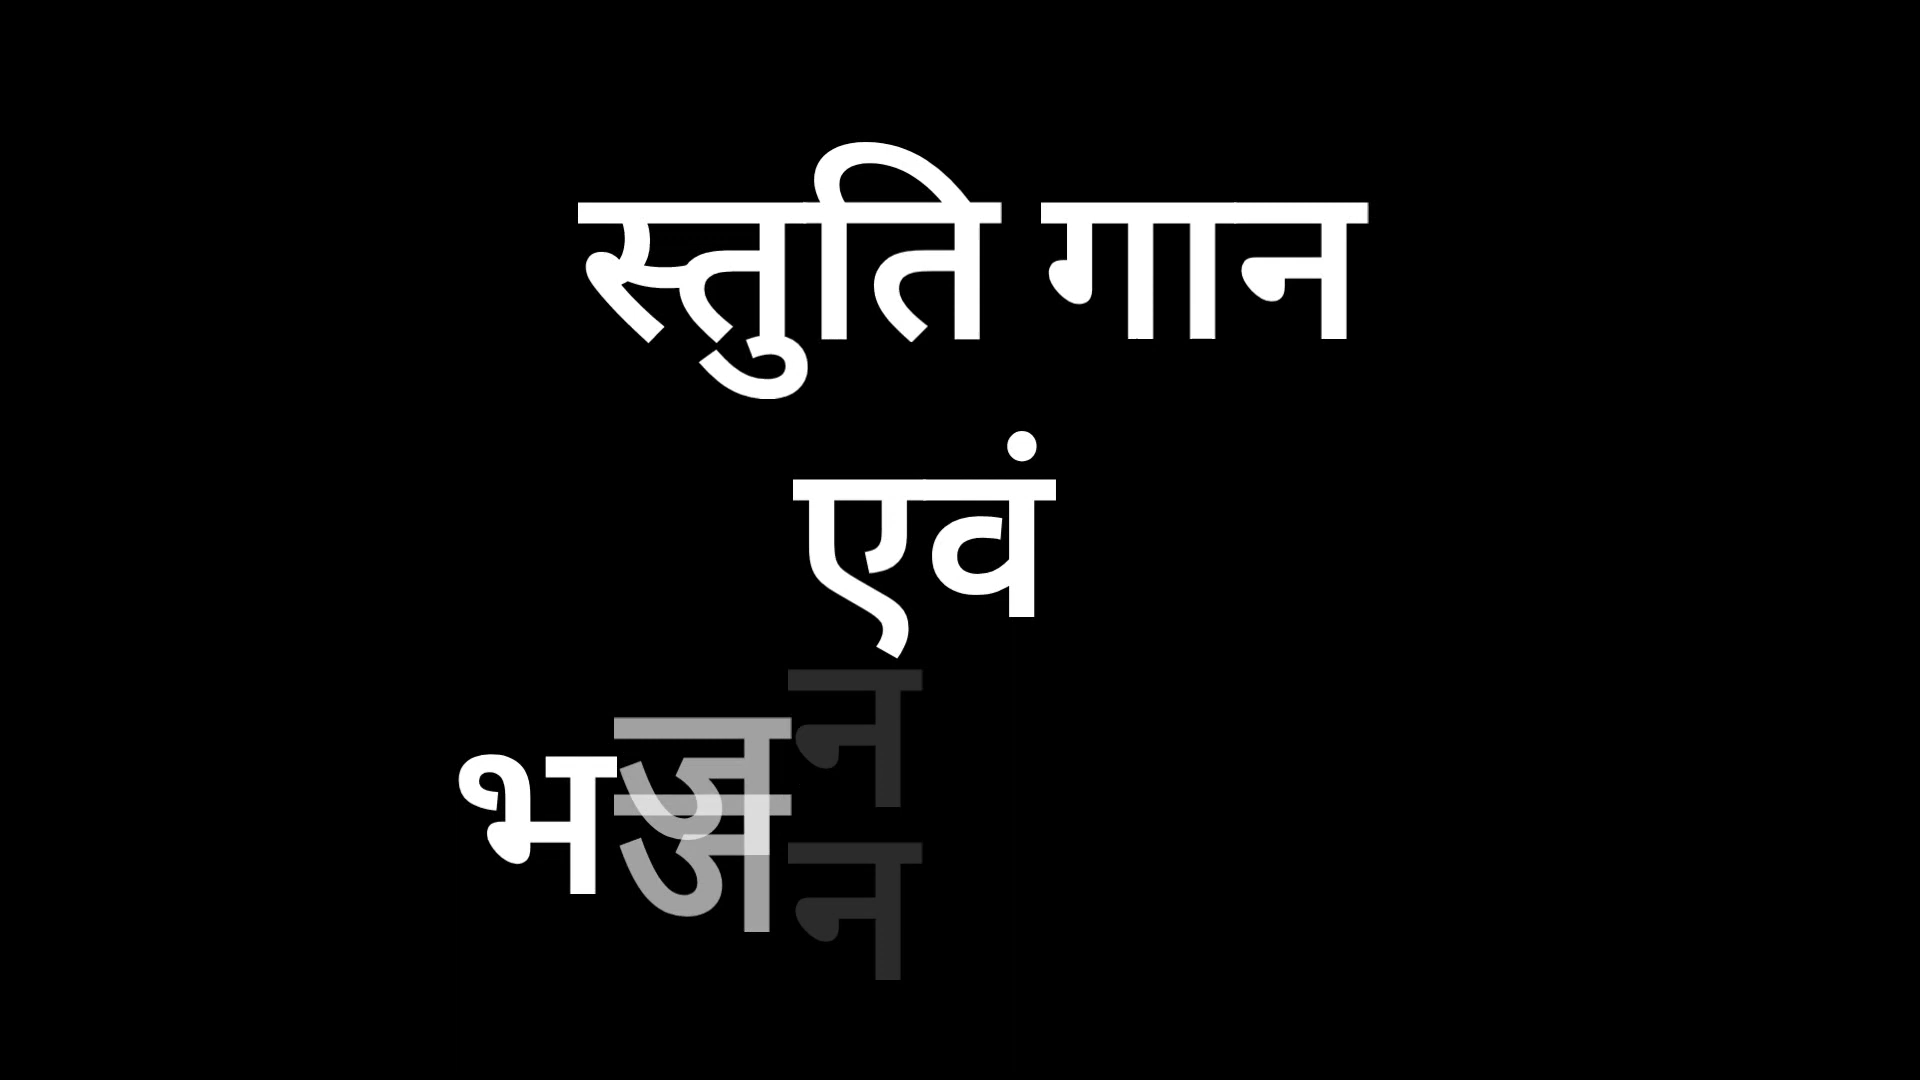 स्तुति गान
एवं
भजन